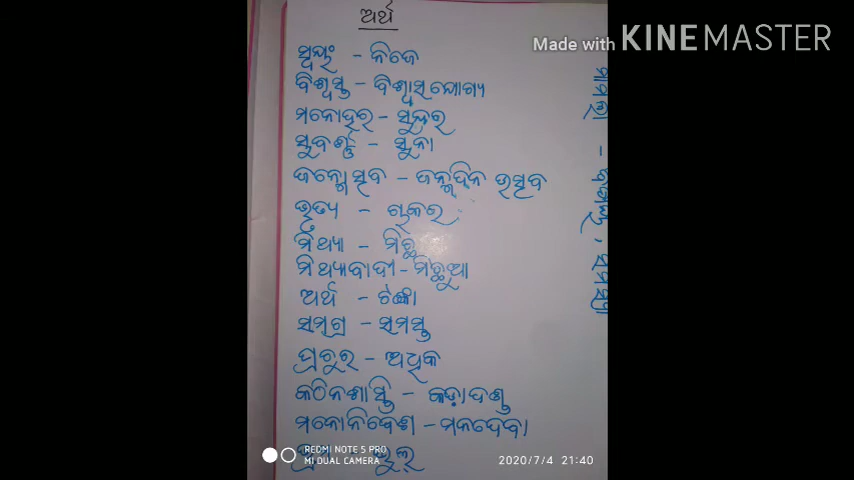 ଅର୍ଥ
Made with KINEMASTER
ସ୍ୱୟଂ - ନିଜେ
ବିଶ୍ୱସ୍ତ - ବିଶ୍ୱାସଯୋଗ୍ୟ
ମନୋହର - ସୁନ୍ଦର
ସୁବର୍ଣ୍ଣ - ସୁନା
ଜନ୍ମୋତ୍ସବ - ଜନ୍ମଦିନ ଉତ୍ସବ
ଭୃତ୍ୟ - ଚାକର
ମିଥ୍ୟା - ମିଛ
ମିଥ୍ୟାବାଦୀ - ମିଛୁଆ
ଅର୍ଥ - ଟଙ୍କା
ସମଗ୍ର - ସମସ୍ତ
ପ୍ରଚୁର - ଅଧିକ
କଠିନଶାସ୍ତି - କଡ଼ାଦଣ୍ଡ
ମନୋନିବେଶ - ମନଦେବା
ଭୁଲ୍
REDMI NOTE 5 PRO
MI DUAL CAMERA
2020/7/4 21:40